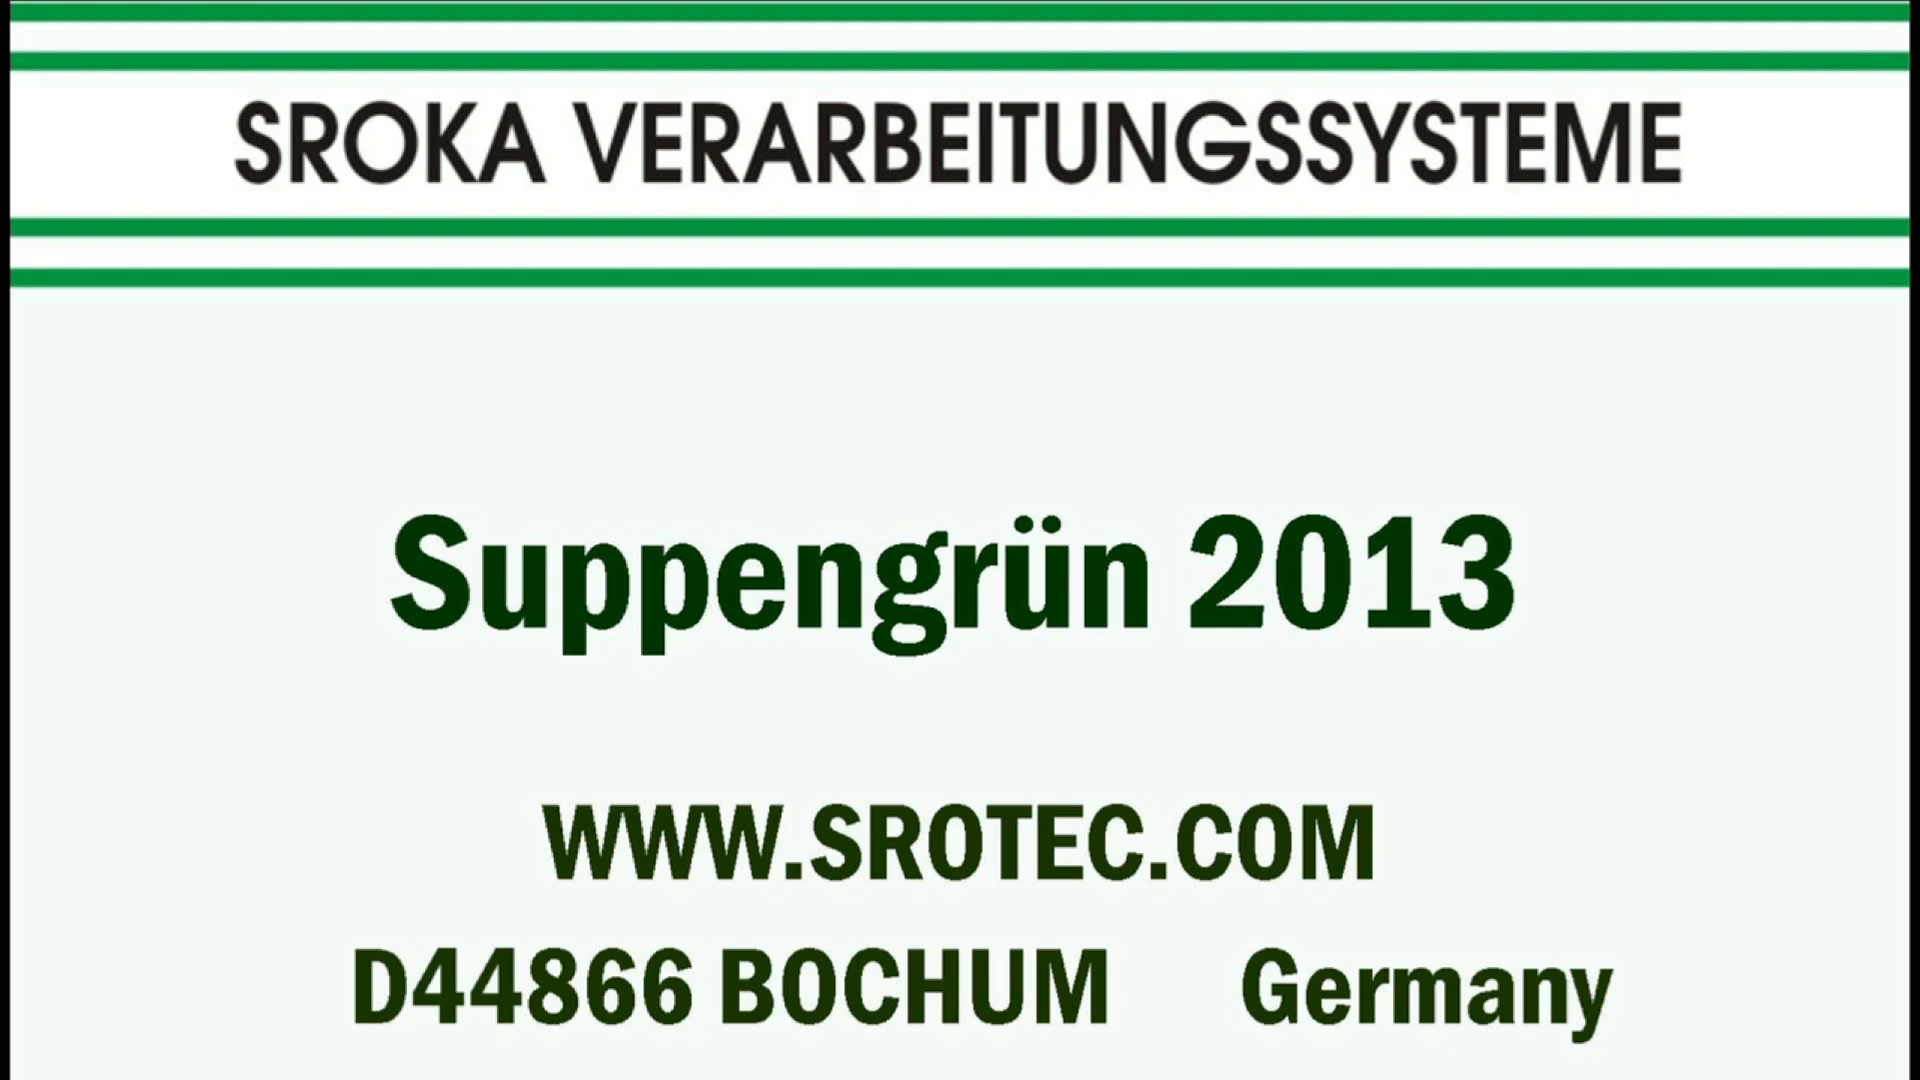 SROKA VERARBEITUNGSSYSTEME
Suppengrün 2013
WWW.SROTEC.COM
D44866 BOCHUM Germany